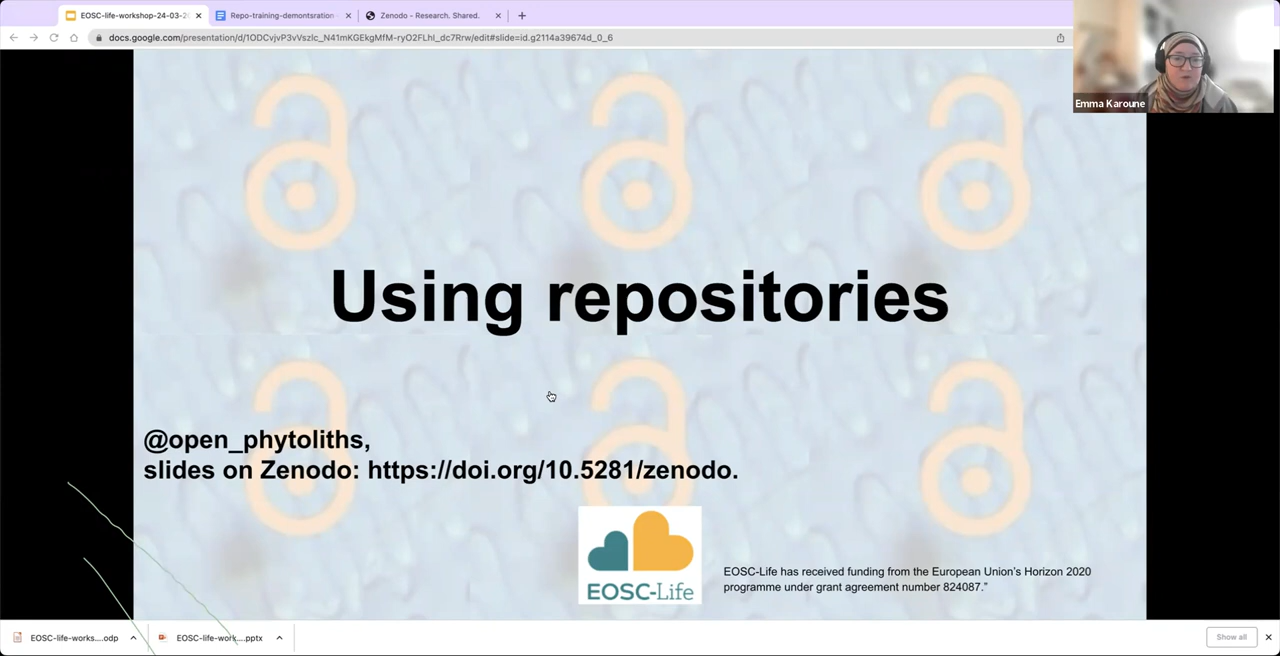 EOSC-life-workshop-24-03-20
Repo-training-demontsration
Zenodo - Research. Shared.
docs.google.com/presentation/d/1ODCvjvP3vVszlc_N41mKGEkgMfM-ryO2FLhl_dc7Rrw/edit#slide=id.g2114a39674d_0_6
Emma Karoune
Using repositories
@open_phytoliths,
slides on Zenodo: https://doi.org/10.5281/zenodo.
EOSC-Life
EOSC-Life has received funding from the European Union's Horizon 2020
programme under grant agreement number 824087.”
EOSC-life-works....odp
EOSC-life-work....pptx
Show all